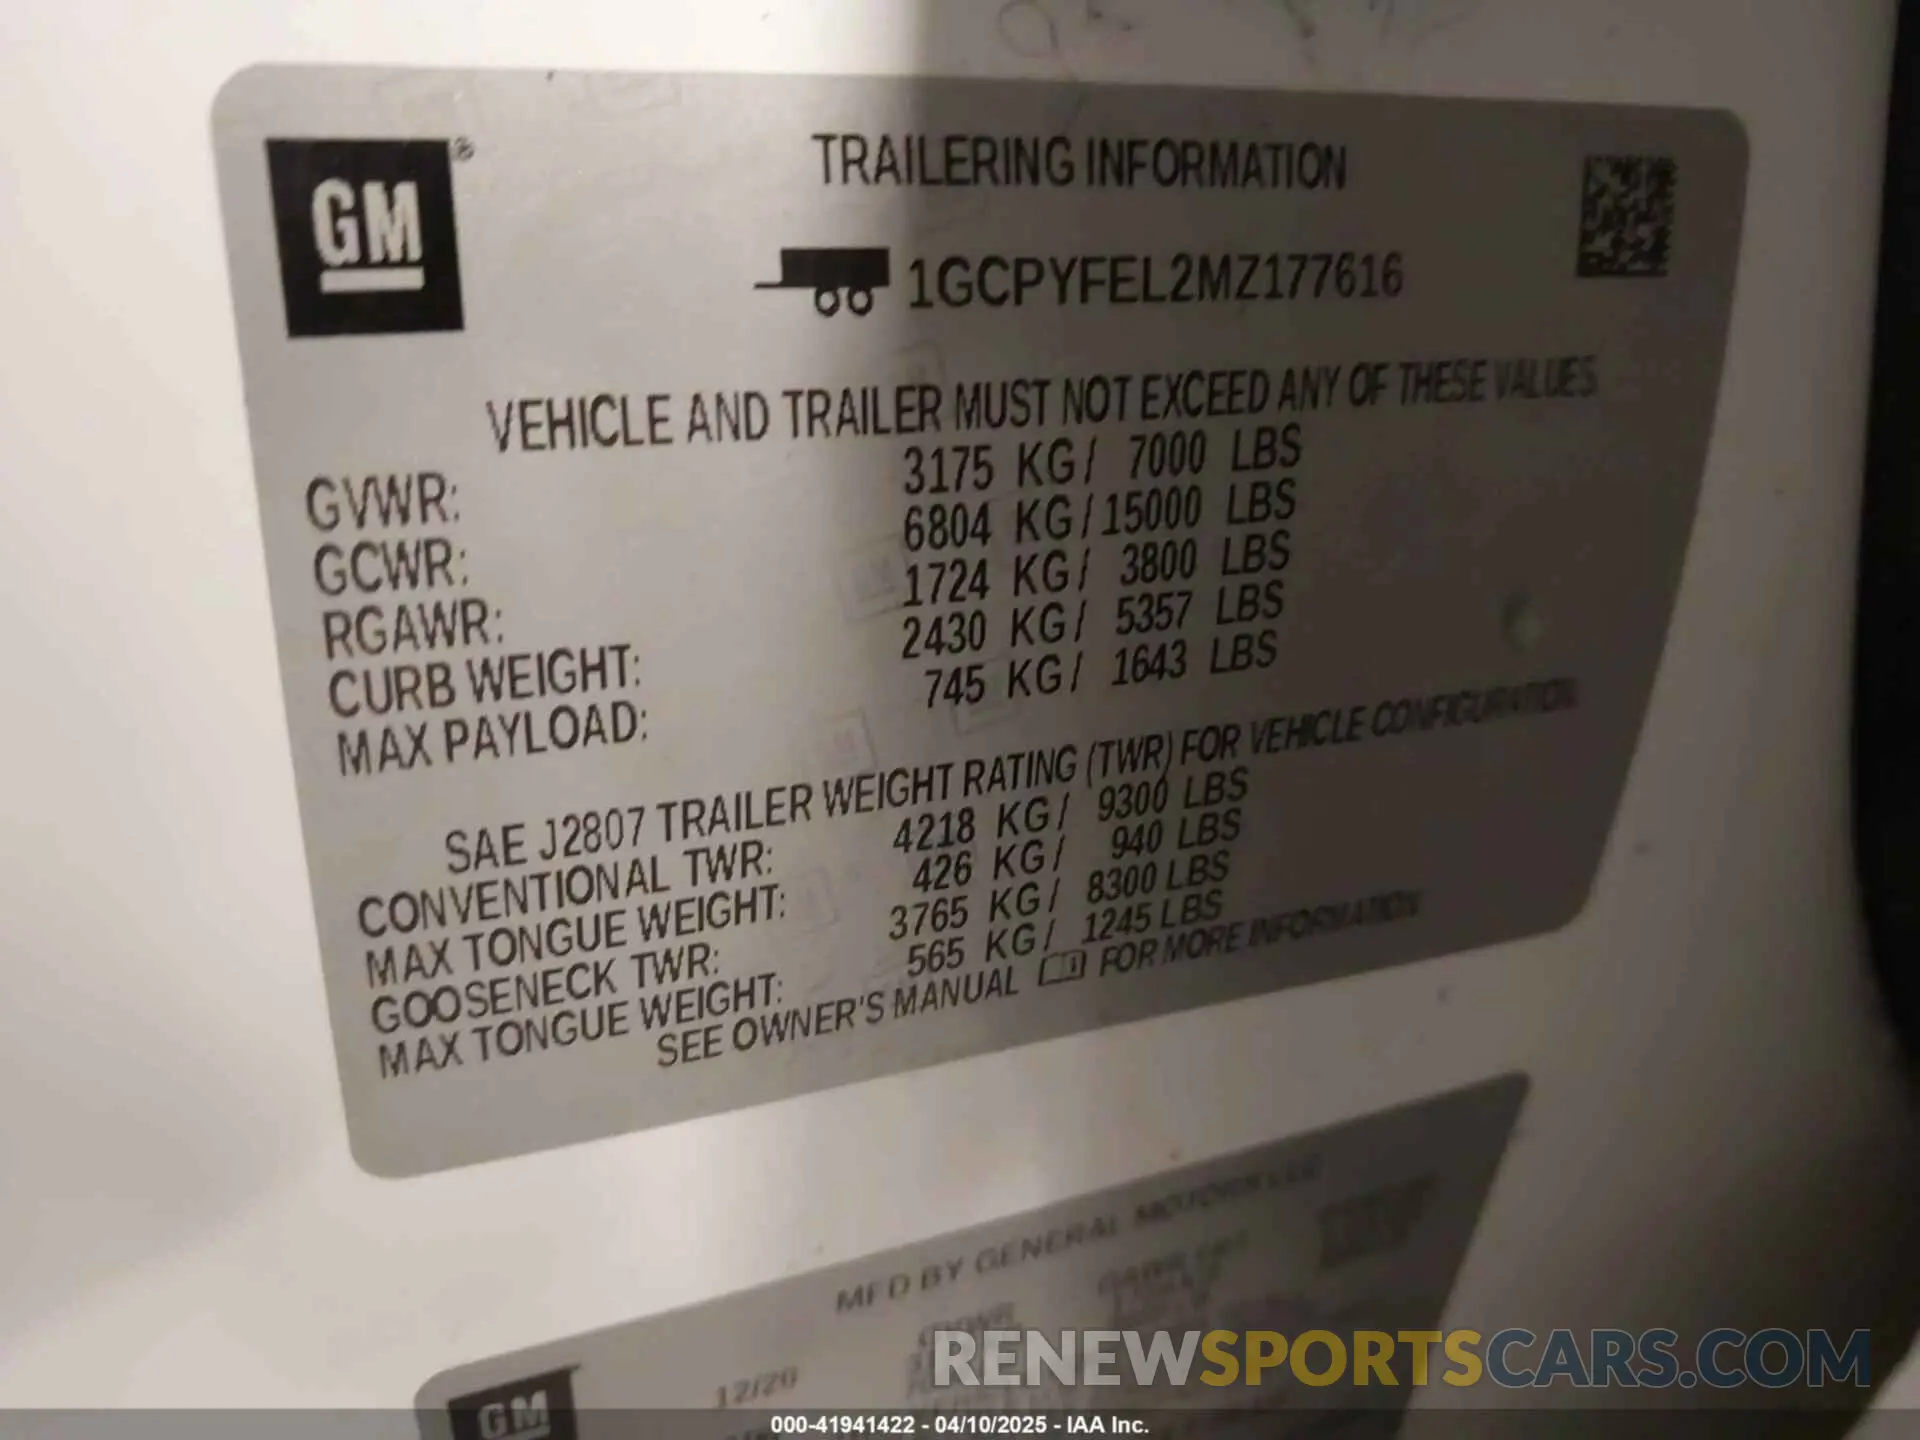 GM®
TRAILERING INFORMATION
1GCPYFEL2MZ177616
VEHICLE AND TRAILER MUST NOT EXCEED ANY OF THESE VALUES
GVWR: 3175 KG/ 7000 LBS
GCWR: 6804 KG/15000 LBS
RGAWR: 1724 KG/ 3800 LBS
CURB WEIGHT: 2430 KG/ 5357 LBS
MAX PAYLOAD: 745 KG/ 1643 LBS
SAE J2807 TRAILER WEIGHT RATING (TWR) FOR VEHICLE CONFIGURATION
CONVENTIONAL TWR: 4218 KG/ 9300 LBS
MAX TONGUE WEIGHT: 426 KG/ 940 LBS
GOOSENECK TWR: 3765 KG/ 8300 LBS
MAX TONGUE WEIGHT: 565 KG/ 1245 LBS
SEE OWNER'S MANUAL FOR MORE INFORMATION
MFD BY GENERAL MOTORS LLC
GM
12/20
GVWR
RENEWSPORTSCARS.COM
000-41941422 - 04/10/2025 - IAA Inc.